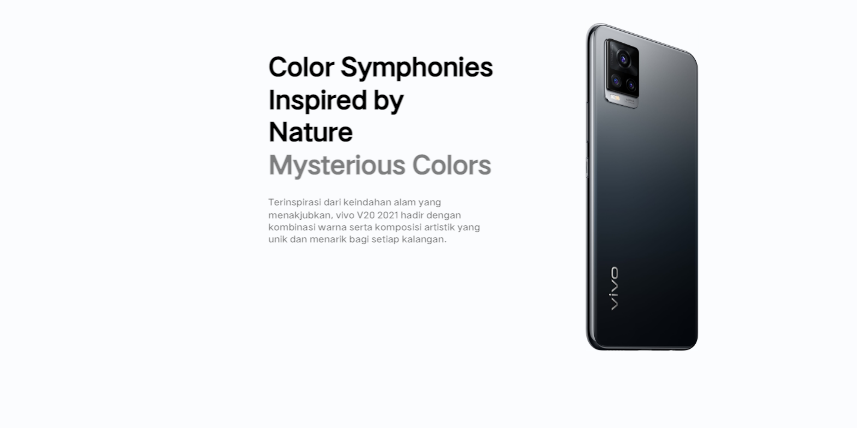 Color Symphonies
Inspired by
Nature
Mysterious Colors
Terinspirasi dari keindahan alam yang
menakjubkan, vivo V20 2021 hadir dengan
kombinasi warna serta komposisi artistik yang
unik dan menarik bagi setiap kalangan.
vivo